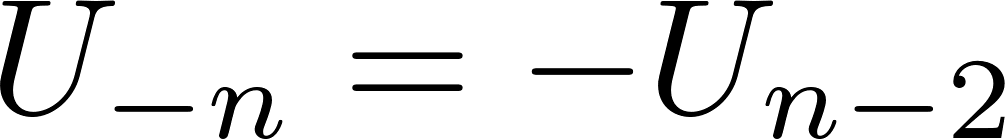 U_{-n} = -U_{n-2}